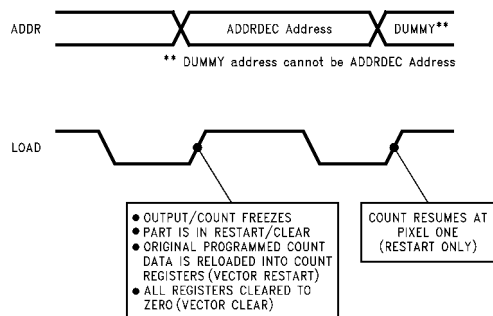 ADDR
ADDRDEC Address
DUMMY**
** DUMMY address cannot be ADDRDEC Address
LOAD
● OUTPUT/COUNT FREEZES
● PART IS IN RESTART/CLEAR
● ORIGINAL PROGRAMMED COUNT
DATA IS RELOADED INTO COUNT
REGISTERS (VECTOR RESTART)
● ALL REGISTERS CLEARED TO
ZERO (VECTOR CLEAR)
COUNT RESUMES AT
PIXEL ONE
(RESTART ONLY)